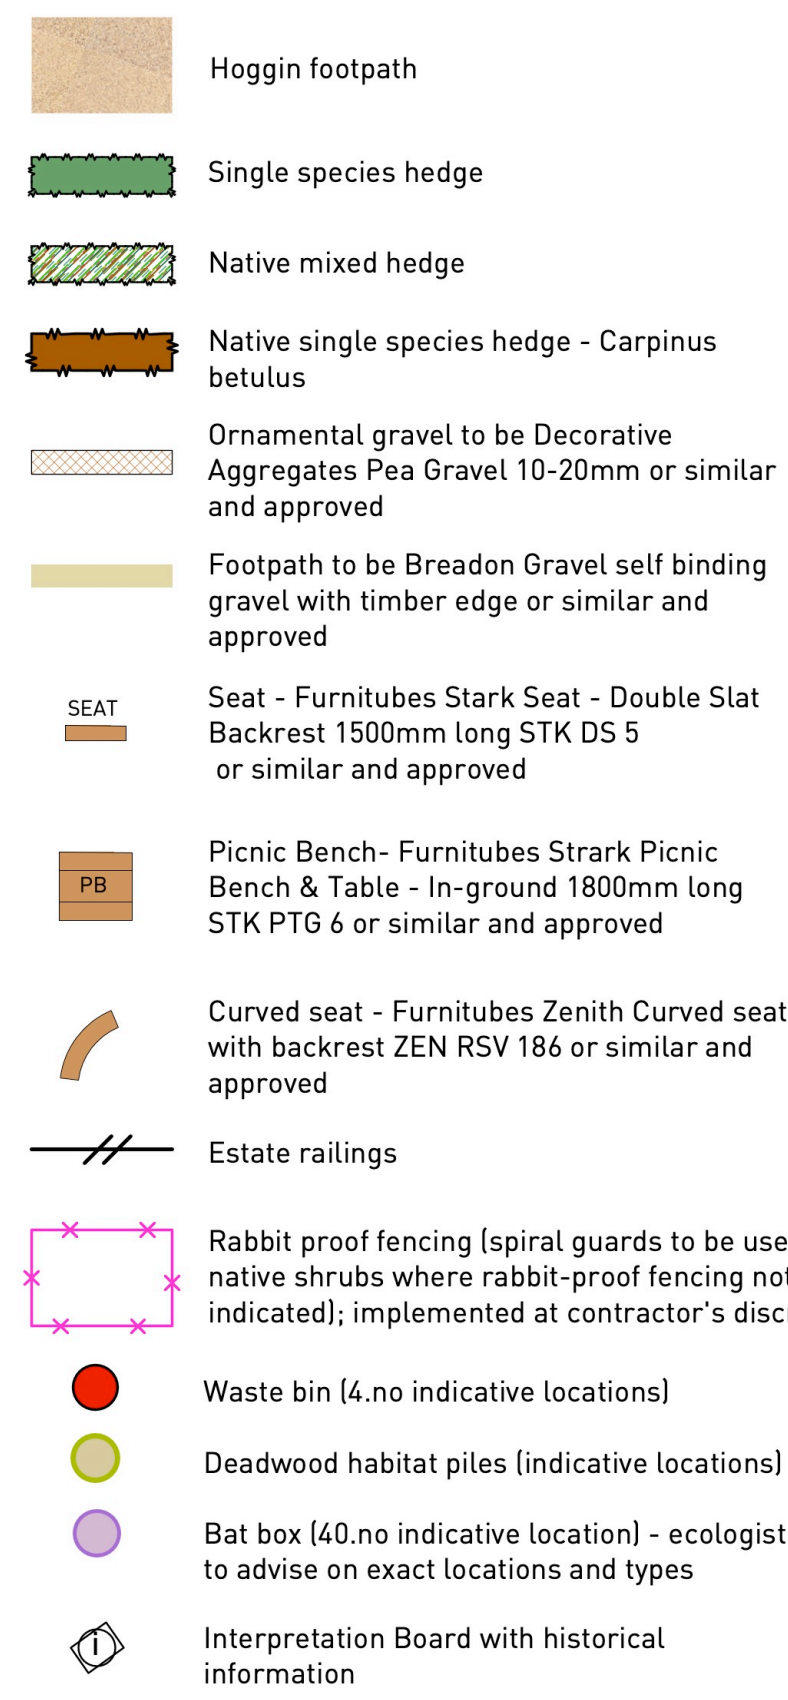 Hoggin footpath
Single species hedge
Native mixed hedge
Native single species hedge - Carpinus
betulus
Ornamental gravel to be Decorative
Aggregates Pea Gravel 10-20mm or similar
and approved
Footpath to be Breadon Gravel self binding
gravel with timber edge or similar and
approved
SEAT
Seat - Furnitubes Stark Seat - Double Slat
Backrest 1500mm long STK DS 5
or similar and approved
PB
Picnic Bench- Furnitubes Strark Picnic
Bench & Table - In-ground 1800mm long
STK PTG 6 or similar and approved
Curved seat - Furnitubes Zenith Curved seat
with backrest ZEN RSV 186 or similar and
approved
Estate railings
Rabbit proof fencing (spiral guards to be use
native shrubs where rabbit-proof fencing not
indicated); implemented at contractor's disc
Waste bin (4.no indicative locations)
Deadwood habitat piles (indicative locations)
Bat box (40.no indicative location) - ecologist
to advise on exact locations and types
i
Interpretation Board with historical
information